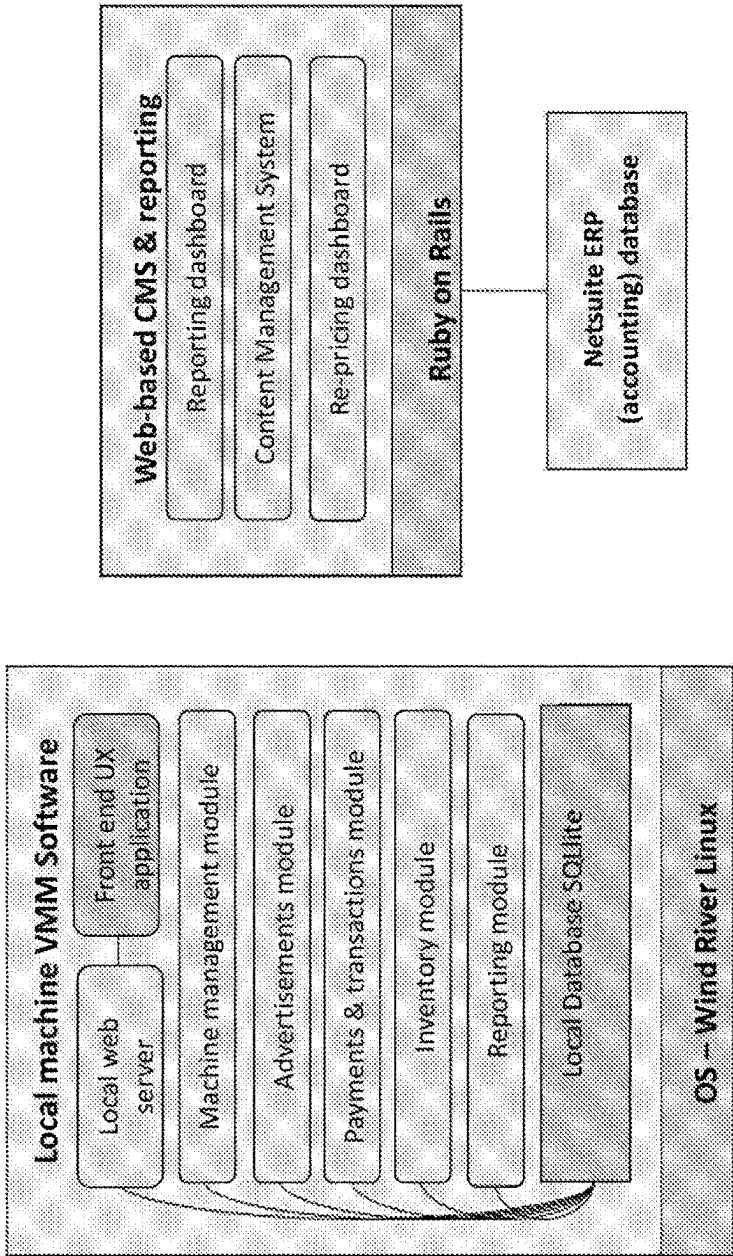 Local machine VMM Software
Local web
server
Front end UX
application
Machine management module
Advertisements module
Payments & transactions module
Inventory module
Reporting module
Local Database SQLite
OS – Wind River Linux
Web-based CMS & reporting
Reporting dashboard
Content Management System
Re-pricing dashboard
Ruby on Rails
Netsuite ERP
(accounting) database